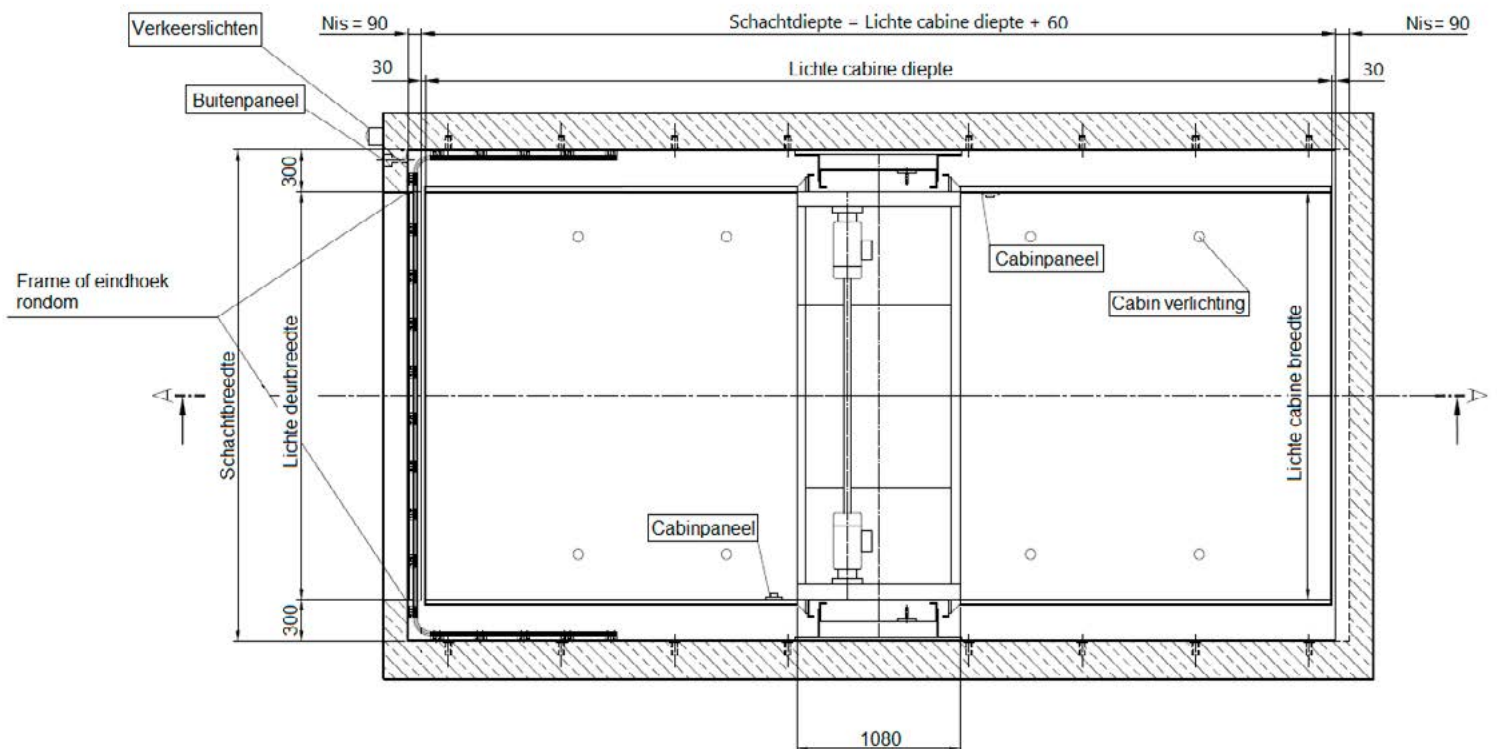 Nis = 90
Schachtdiepte – Lichte cabine diepte + 60
Nis = 90
Verkeerslichten
30
Lichte cabine diepte
30
Buitenpaneel
300
Cabinpaneel
Frame of eindhoek
rondom
Cabin verlichting
Schachtbreedte
Lichte deurbreedte
Lichte cabine breedte
A
A
Cabinpaneel
300
1080